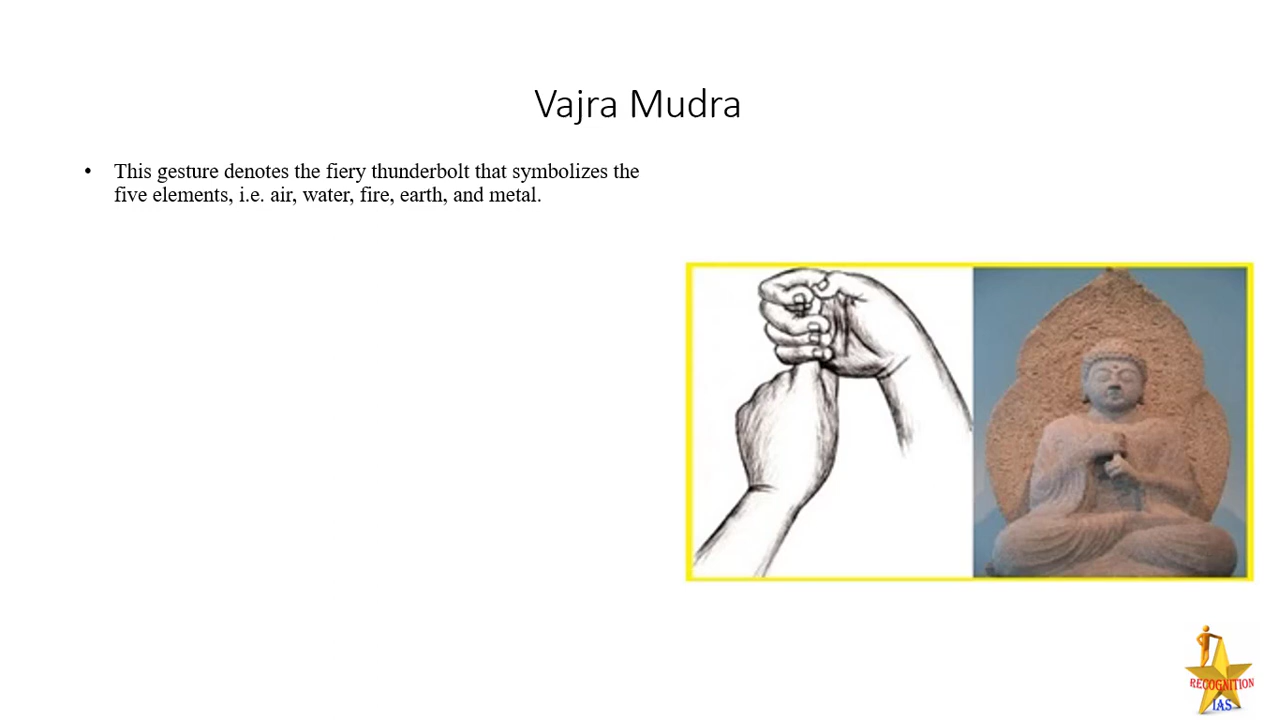 Vajra Mudra
• This gesture denotes the fiery thunderbolt that symbolizes the
five elements, i.e. air, water, fire, earth, and metal.
RECOGNITION
IAS